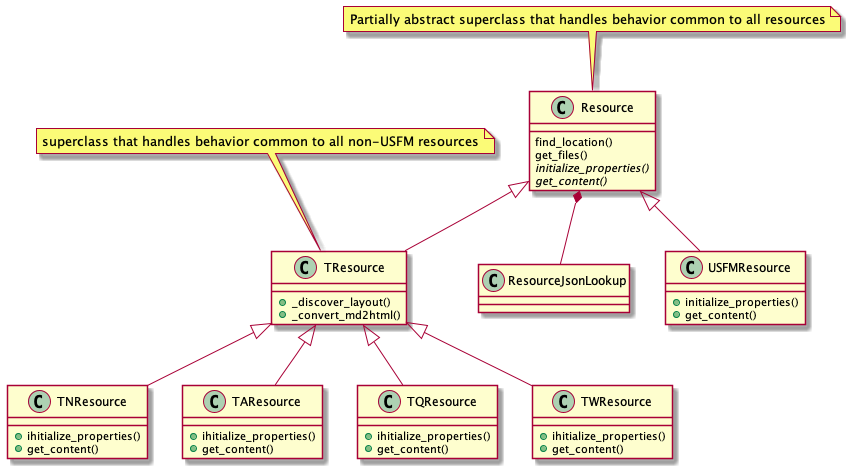 Partially abstract superclass that handles behavior common to all resources
C Resource
find_location()
get_files()
initialize_properties()
get_content()
superclass that handles behavior common to all non-USFM resources
C TResource
_discover_layout()
_convert_md2html()
C ResourceJsonLookup
C USFMResource
initialize_properties()
get_content()
C TNResource
ihitialize_properties()
get_content()
C TAResource
ihitialize_properties()
get_content()
C TQResource
ihitialize_properties()
get_content()
C TWResource
ihitialize_properties()
get_content()